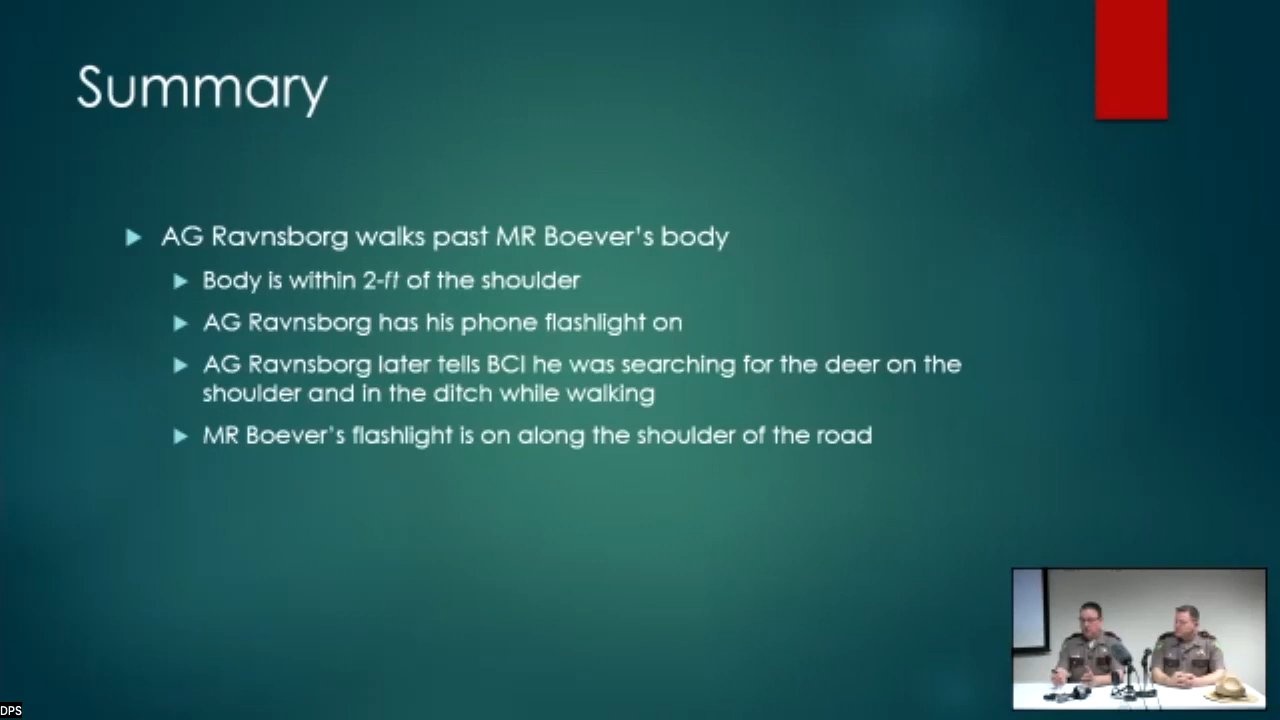 Summary
AG Ravnsborg walks past MR Boever's body
Body is within 2-ft of the shoulder
AG Ravnsborg has his phone flashlight on
AG Ravnsborg later tells BCI he was searching for the deer on the
shoulder and in the ditch while walking
MR Boever's flashlight is on along the shoulder of the road
DPS